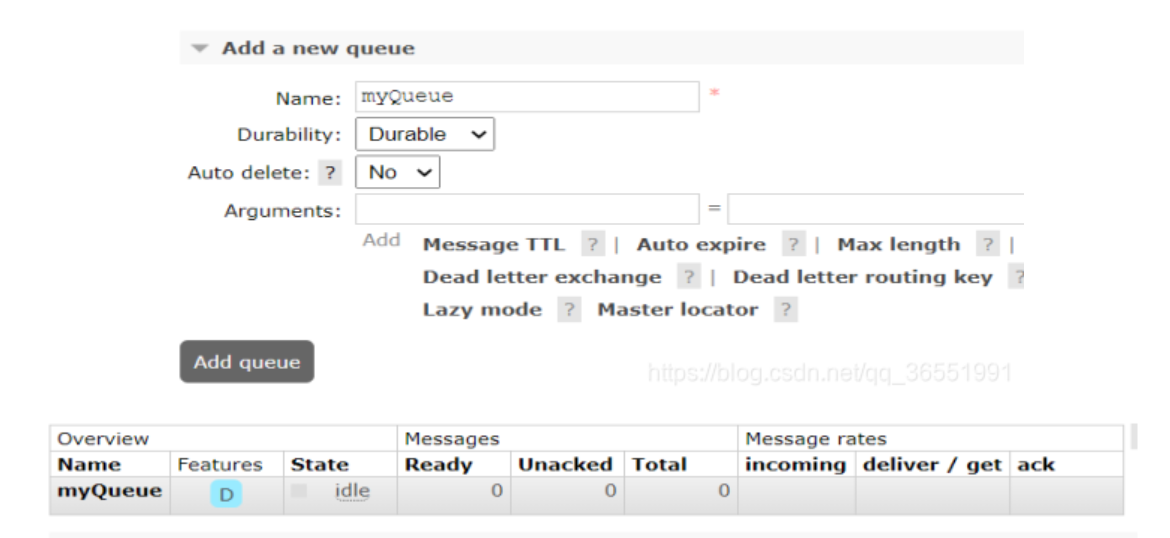 Add a new queue
Name: myQueue *
Durability: Durable
Auto delete: ? No
Arguments: =
Add Message TTL ? | Auto expire ? | Max length ? |
Dead letter exchange ? | Dead letter routing key ?
Lazy mode ? Master locator ?
Add queue
https://blog.csdn.net/qq_36551991
Overview Messages Message rates
Name Features State Ready Unacked Total incoming deliver / get ack
myQueue D idle 0 0 0